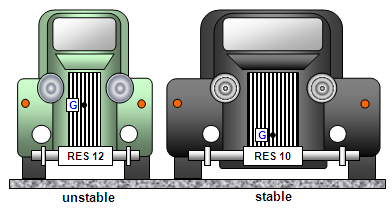 G
G
RES 12
RES 10
unstable
stable